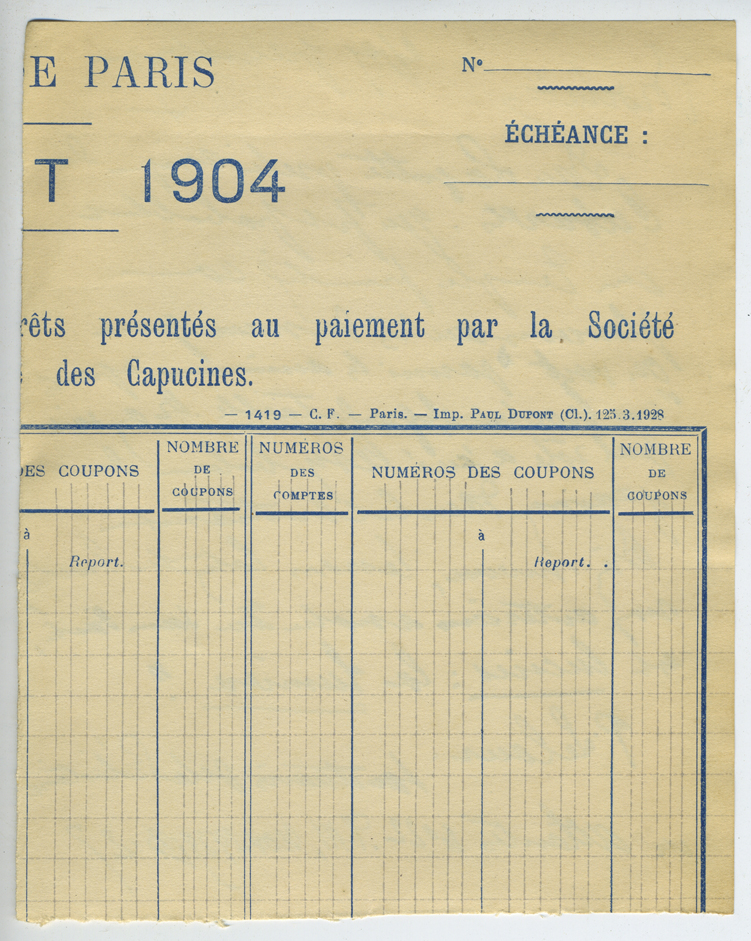 E PARIS
N°
ÉCHÉANCE :
T 1904
rêts présentés au paiement par la Société
des Capucines.
— 1419 — C. F. — Paris. — Imp. PAUL DUPONT (Cl.). 125.3.1928
DES COUPONS
NOMBRE DE COUPONS
NUMÉROS DES COMPTES
NUMÉROS DES COUPONS
NOMBRE DE COUPONS
à
à
Report.
Report. .